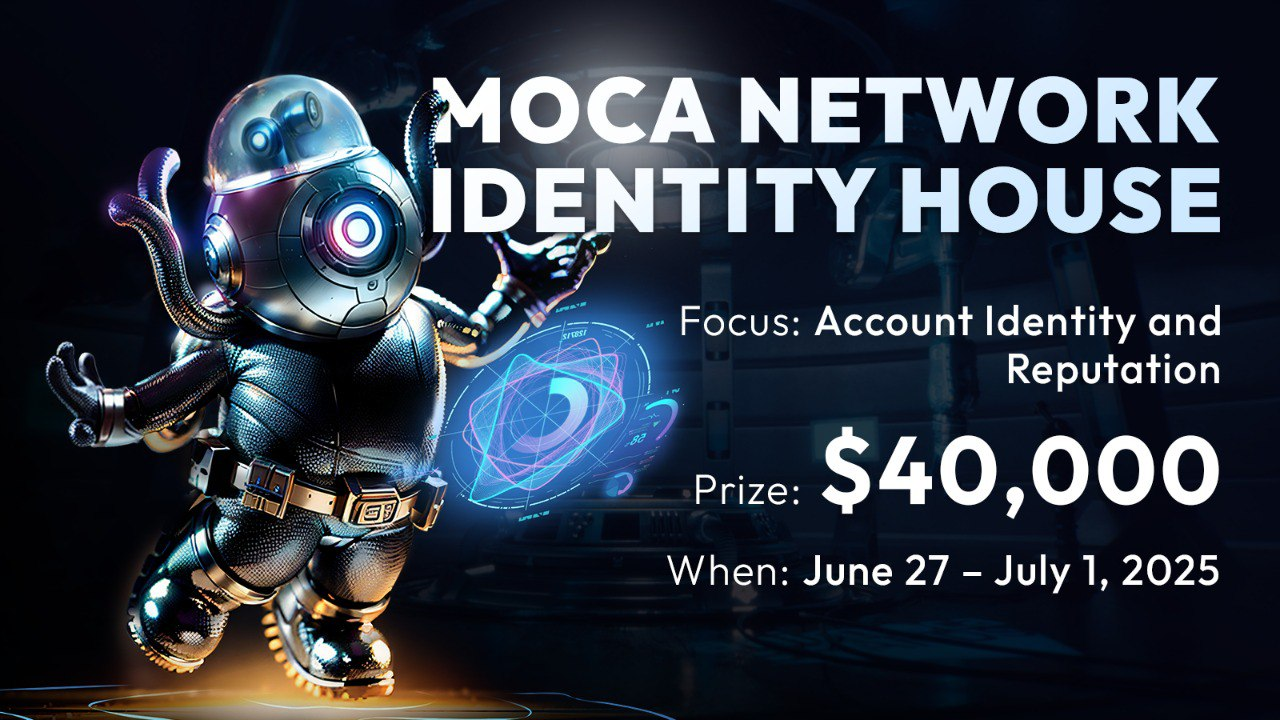 MOCA NETWORK
IDENTITY HOUSE
Focus: Account Identity and
Reputation
Prize: $40,000
When: June 27 – July 1, 2025